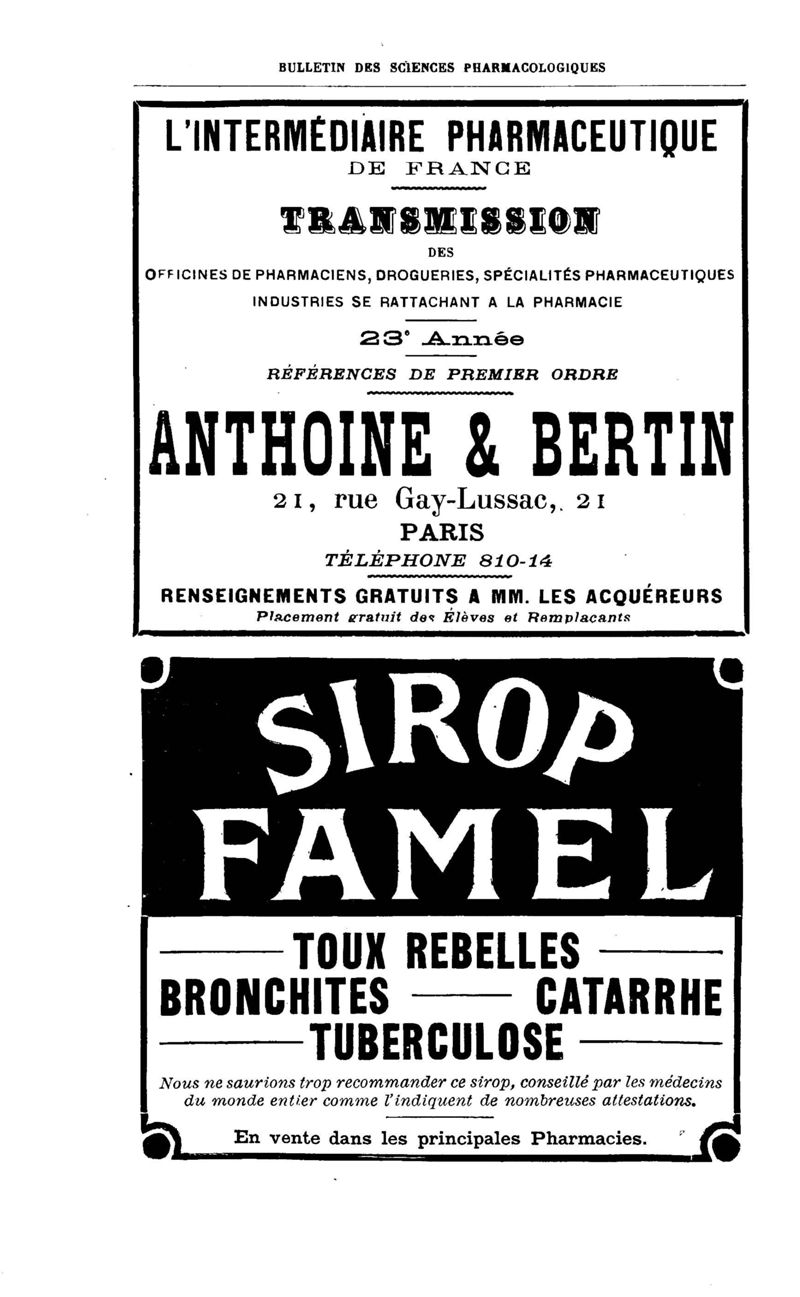 BULLETIN DES SCIENCES PHARMACOLOGIQUES
L'INTERMÉDIAIRE PHARMACEUTIQUE
DE FRANCE
TRANSMISSION
DES
OFFICINES DE PHARMACIENS, DROGUERIES, SPÉCIALITÉS PHARMACEUTIQUES
INDUSTRIES SE RATTACHANT A LA PHARMACIE
23e Année
RÉFÉRENCES DE PREMIER ORDRE
ANTHOINE & BERTIN
21, rue Gay-Lussac, 21
PARIS
TÉLÉPHONE 810-14
RENSEIGNEMENTS GRATUITS A MM. LES ACQUÉREURS
Placement gratuit des Élèves et Remplacants
SIROP
FAMEL
TOUX REBELLES
BRONCHITES — CATARRHE
TUBERCULOSE
Nous ne saurions trop recommander ce sirop, conseillé par les médecins
du monde entier comme l'indiquent de nombreuses attestations.
En vente dans les principales Pharmacies.